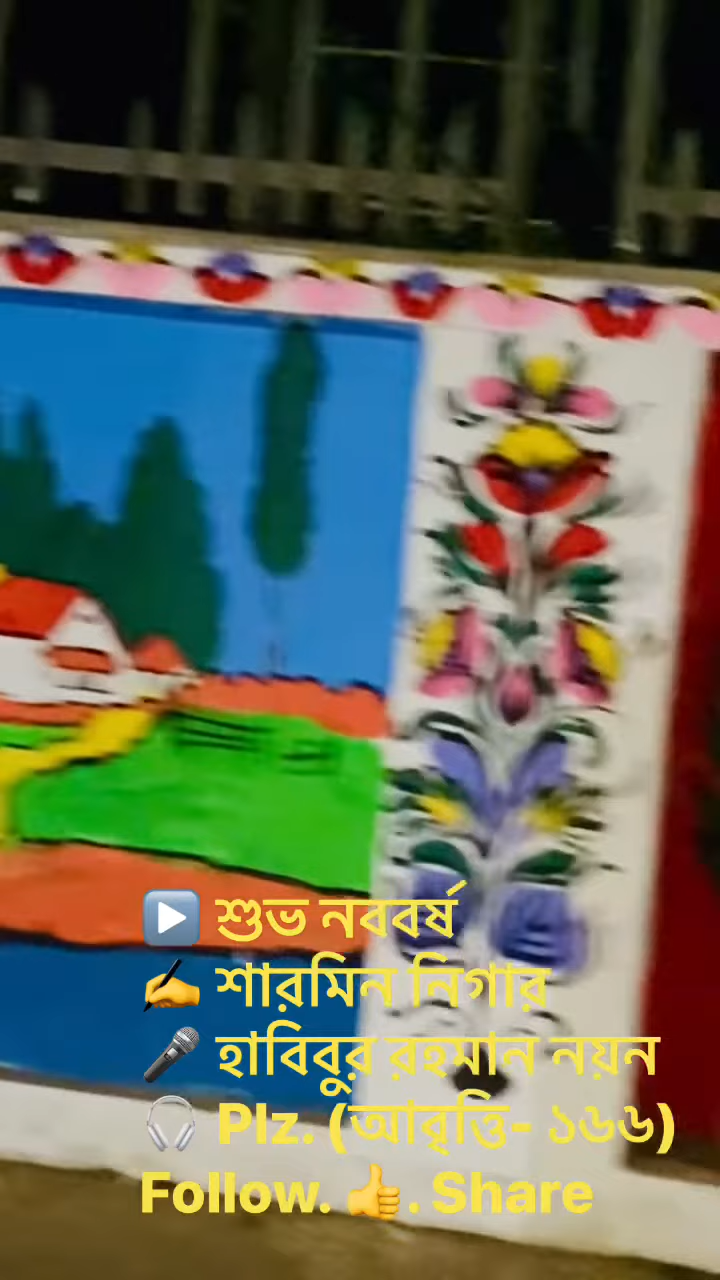 ▶️ শুভ নববর্ষ
✍️ শারমিন নিগার
🎤 হাবিবুর রহমান নয়ন
🎧 Plz. (আবৃত্তি- ১৬৬)
Follow. 👍. Share